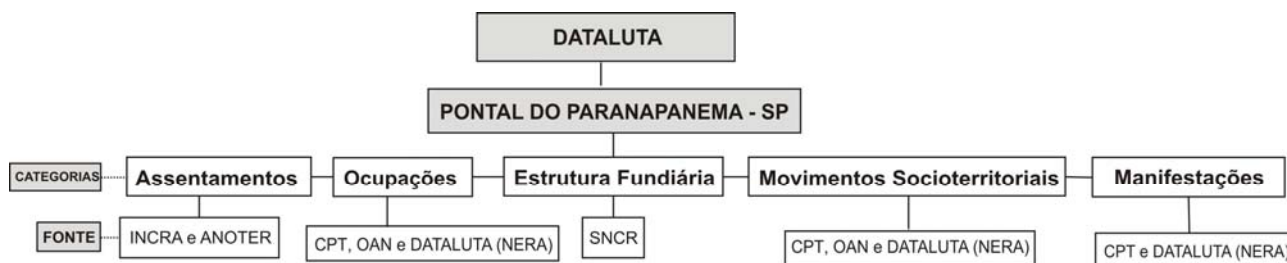 DATALUTA
PONTAL DO PARANAPANEMA - SP
CATEGORIAS
Assentamentos
Ocupações
Estrutura Fundiária
Movimentos Socioterritoriais
Manifestações
FONTE
INCRA e ANOTER
CPT, OAN e DATALUTA (NERA)
SNCR
CPT, OAN e DATALUTA (NERA)
CPT e DATALUTA (NERA)